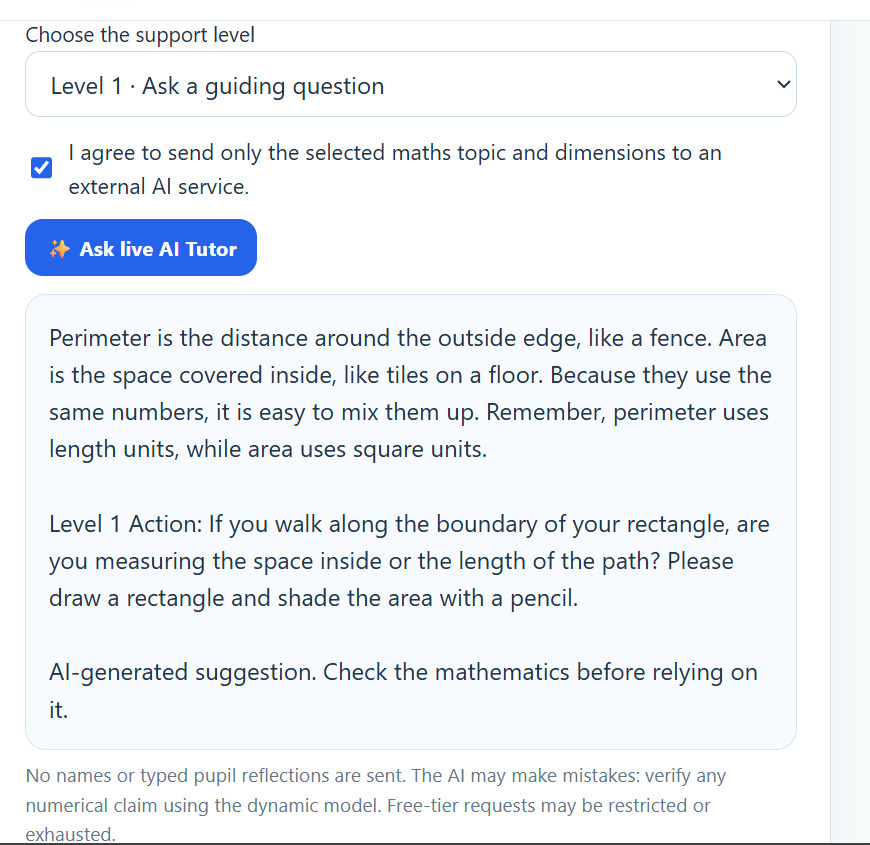 Choose the support level
Level 1 · Ask a guiding question
I agree to send only the selected maths topic and dimensions to an
external AI service.
✨ Ask live AI Tutor
Perimeter is the distance around the outside edge, like a fence. Area
is the space covered inside, like tiles on a floor. Because they use the
same numbers, it is easy to mix them up. Remember, perimeter uses
length units, while area uses square units.
Level 1 Action: If you walk along the boundary of your rectangle, are
you measuring the space inside or the length of the path? Please
draw a rectangle and shade the area with a pencil.
AI-generated suggestion. Check the mathematics before relying on
it.
No names or typed pupil reflections are sent. The AI may make mistakes: verify any
numerical claim using the dynamic model. Free-tier requests may be restricted or
exhausted.